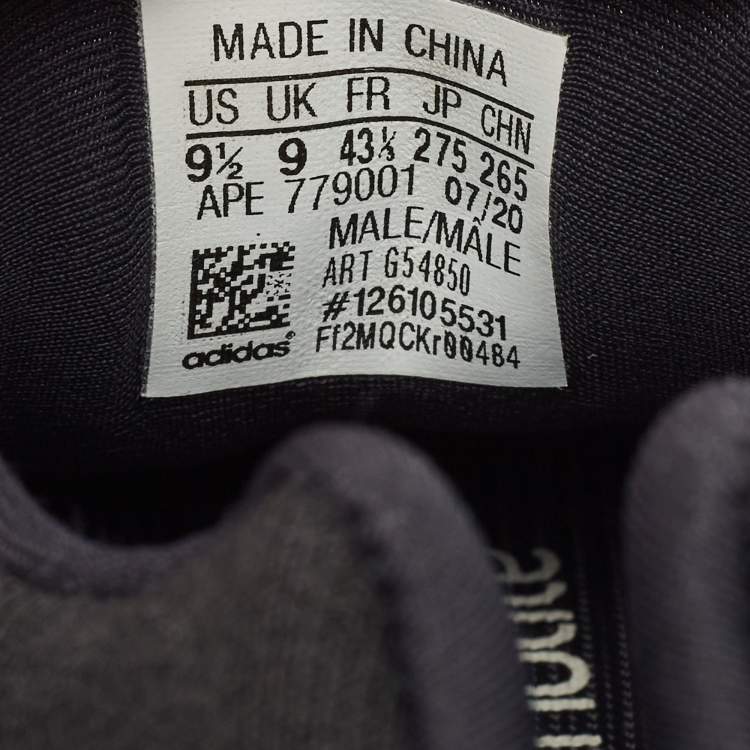 MADE IN CHINA
US UK FR JP CHN
9½ 9 43⅓ 275 265
APE 779001 07/20
MALE/MÂLE
ART G54850
#126105531
Ff2MQCKr00484
adidas®